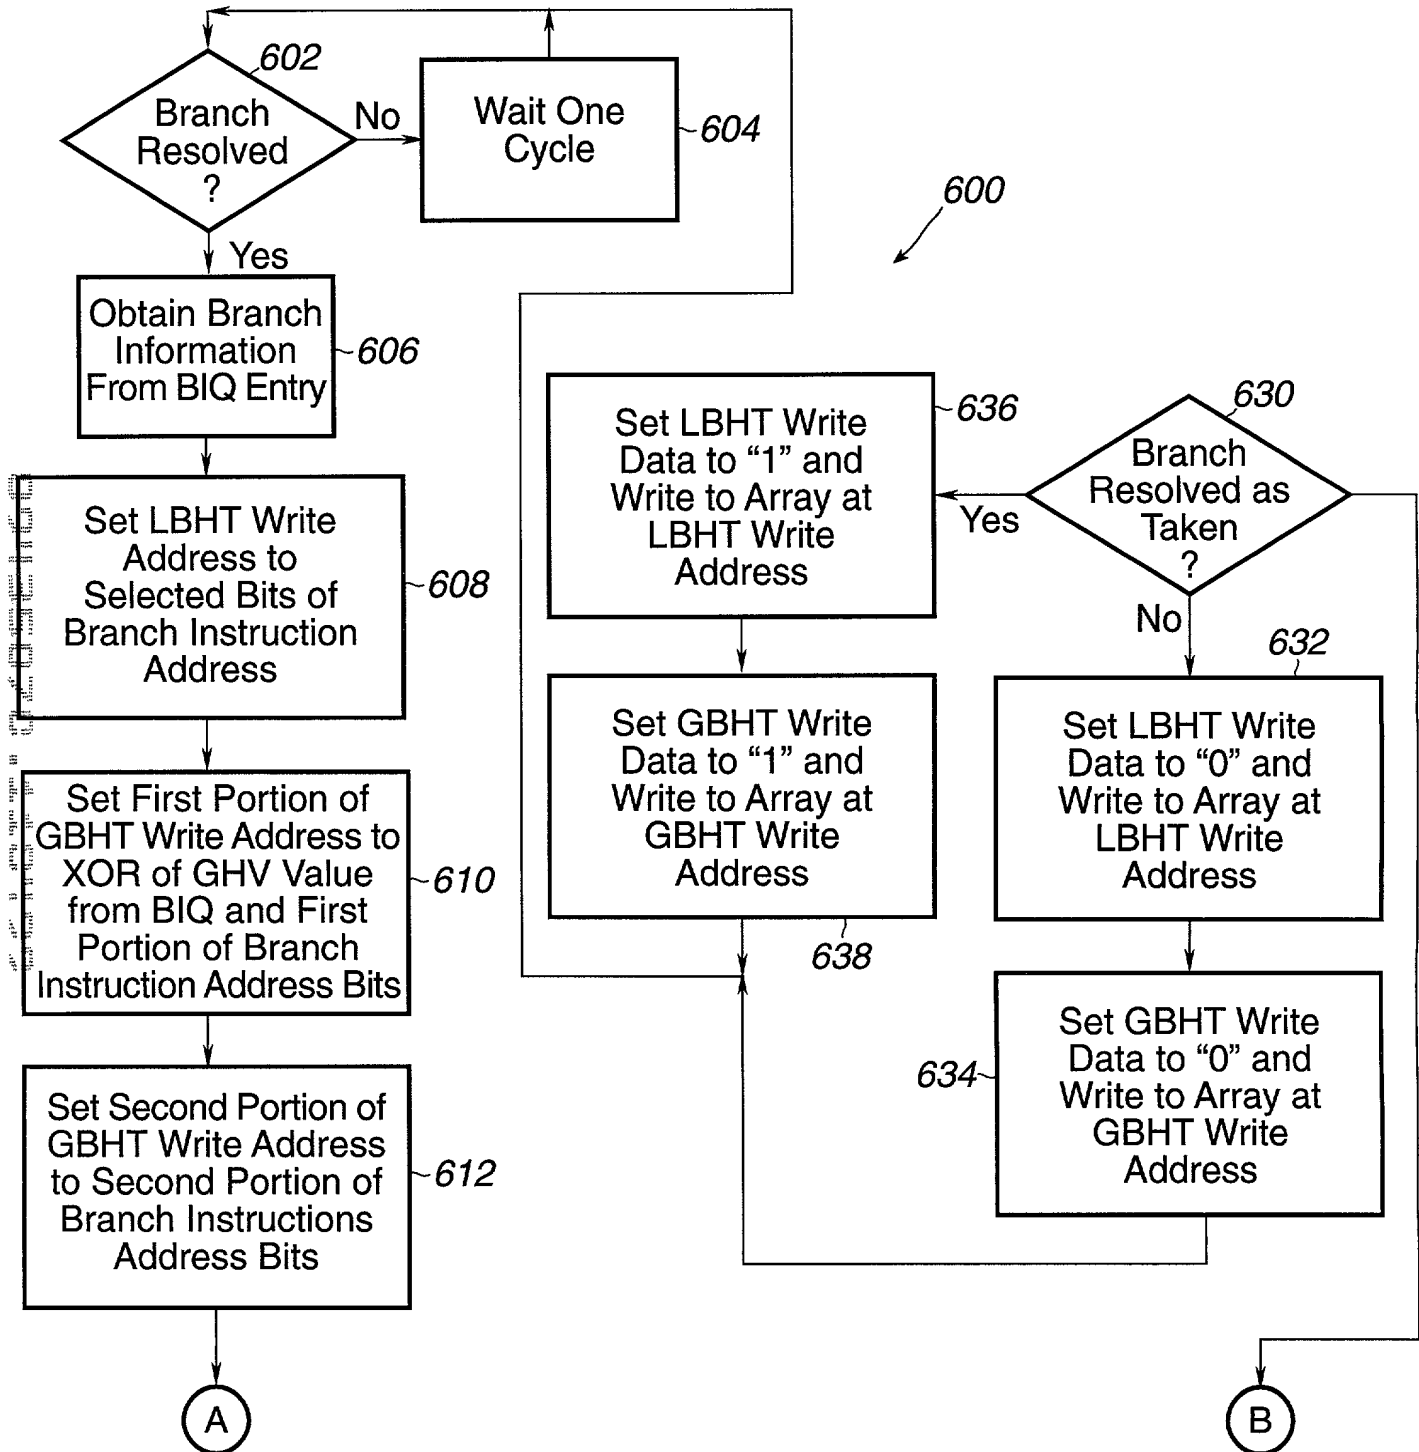 602
Branch
Resolved
?
No
Yes
Wait One
Cycle
604
600
Obtain Branch
Information
From BIQ Entry
606
Set LBHT Write
Address to
Selected Bits of
Branch Instruction
Address
608
Set First Portion of
GBHT Write Address to
XOR of GHV Value
from BIQ and First
Portion of Branch
Instruction Address Bits
610
Set Second Portion of
GBHT Write Address
to Second Portion of
Branch Instructions
Address Bits
612
A
Set LBHT Write
Data to “1” and
Write to Array at
LBHT Write
Address
636
Set GBHT Write
Data to “1” and
Write to Array at
GBHT Write
Address
638
630
Branch
Resolved as
Taken
?
Yes
No
632
Set LBHT Write
Data to “0” and
Write to Array at
LBHT Write
Address
Set GBHT Write
Data to “0” and
Write to Array at
GBHT Write
Address
634
B